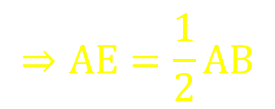 ⇒ AE = 1/2 AB